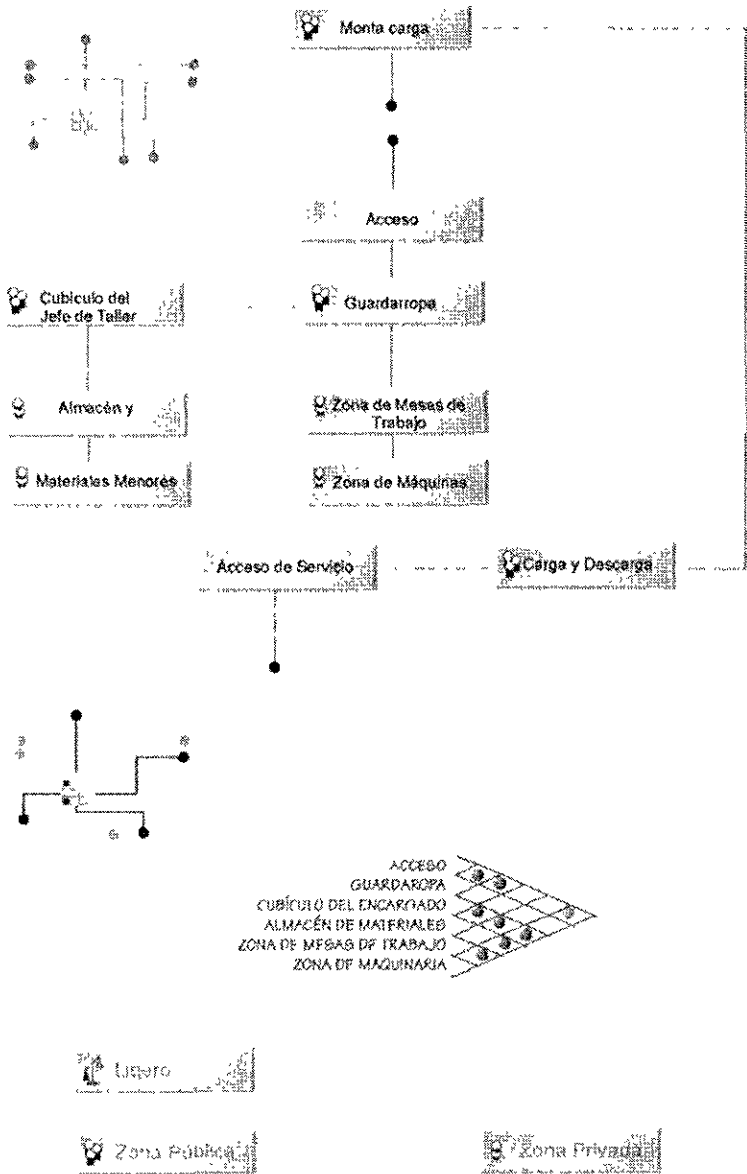 Monta carga
Acceso
Cubículo del
Jefe de Taller
Guardarropa
Almacén y
Zona de Mesas de
Trabajo
Materiales Menores
Zona de Máquinas
Acceso de Servicio
Carga y Descarga
ACCESO
GUARDAROPA
CUBÍCULO DEL ENCARGADO
ALMACÉN DE MATERIALES
ZONA DE MESAS DE TRABAJO
ZONA DE MAQUINARIA
Ligero
Zona Pública
Zona Privada